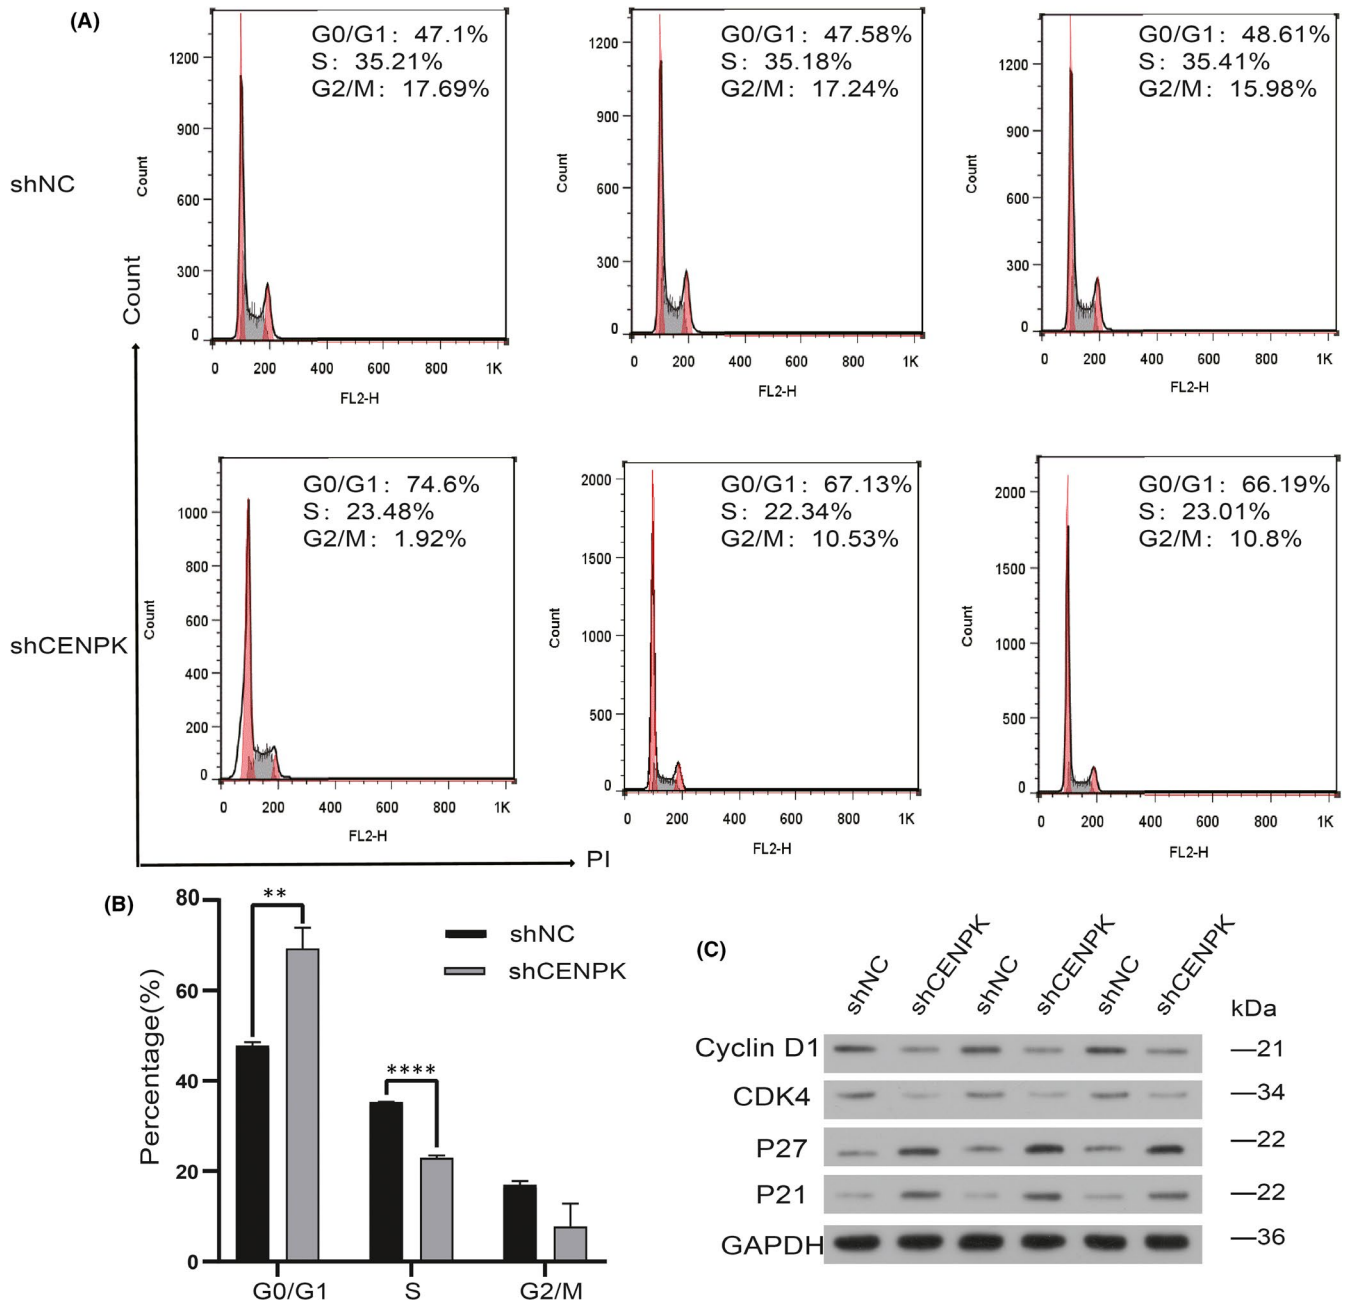 (A)
shNC
Count
G0/G1: 47.1%
S: 35.21%
G2/M: 17.69%
1200
900
600
300
0
Count
0 200 400 600 800 1K
FL2-H
G0/G1: 47.58%
S: 35.18%
G2/M: 17.24%
1200
900
600
300
0
Count
0 200 400 600 800 1K
FL2-H
G0/G1: 48.61%
S: 35.41%
G2/M: 15.98%
1200
900
600
300
0
Count
0 200 400 600 800 1K
FL2-H
shCENPK
G0/G1: 74.6%
S: 23.48%
G2/M: 1.92%
1000
800
600
400
200
0
Count
0 200 400 600 800 1K
FL2-H
G0/G1: 67.13%
S: 22.34%
G2/M: 10.53%
2000
1500
1000
500
0
Count
0 200 400 600 800 1K
FL2-H
G0/G1: 66.19%
S: 23.01%
G2/M: 10.8%
2000
1500
1000
500
0
Count
0 200 400 600 800 1K
FL2-H
PI
(B)
Percentage(%)
80
60
40
20
0
**
****
shNC
shCENPK
G0/G1 S G2/M
(C)
shNC shCENPK shNC shCENPK shNC shCENPK
kDa
Cyclin D1 —21
CDK4 —34
P27 —22
P21 —22
GAPDH —36